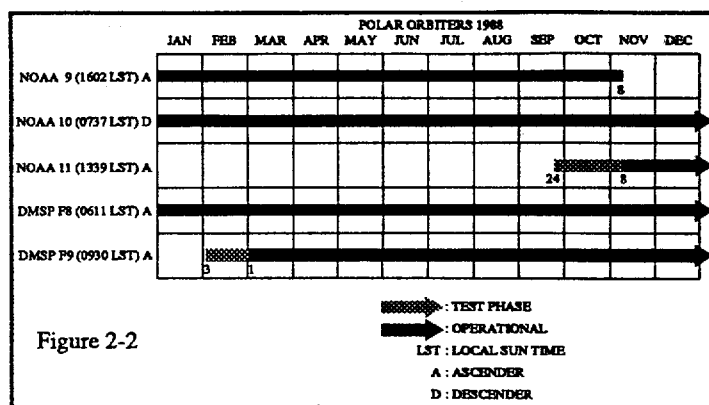 POLAR ORBITERS 1988
JAN FEB MAR APR MAY JUN JUL AUG SEP OCT NOV DEC
NOAA 9 (1602 LST) A
8
NOAA 10 (0737 LST) D
NOAA 11 (1339 LST) A
24 8
DMSP F8 (0611 LST) A
DMSP F9 (0930 LST) A
3 1
: TEST PHASE
: OPERATIONAL
LST : LOCAL SUN TIME
A : ASCENDER
D : DESCENDER
Figure 2-2